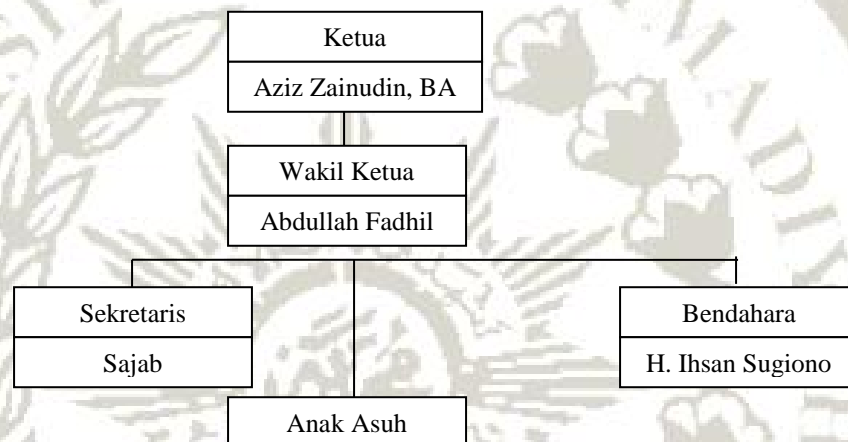 Ketua
Aziz Zainudin, BA
Wakil Ketua
Abdullah Fadhil
Sekretaris
Sajab
Bendahara
H. Ihsan Sugiono
Anak Asuh